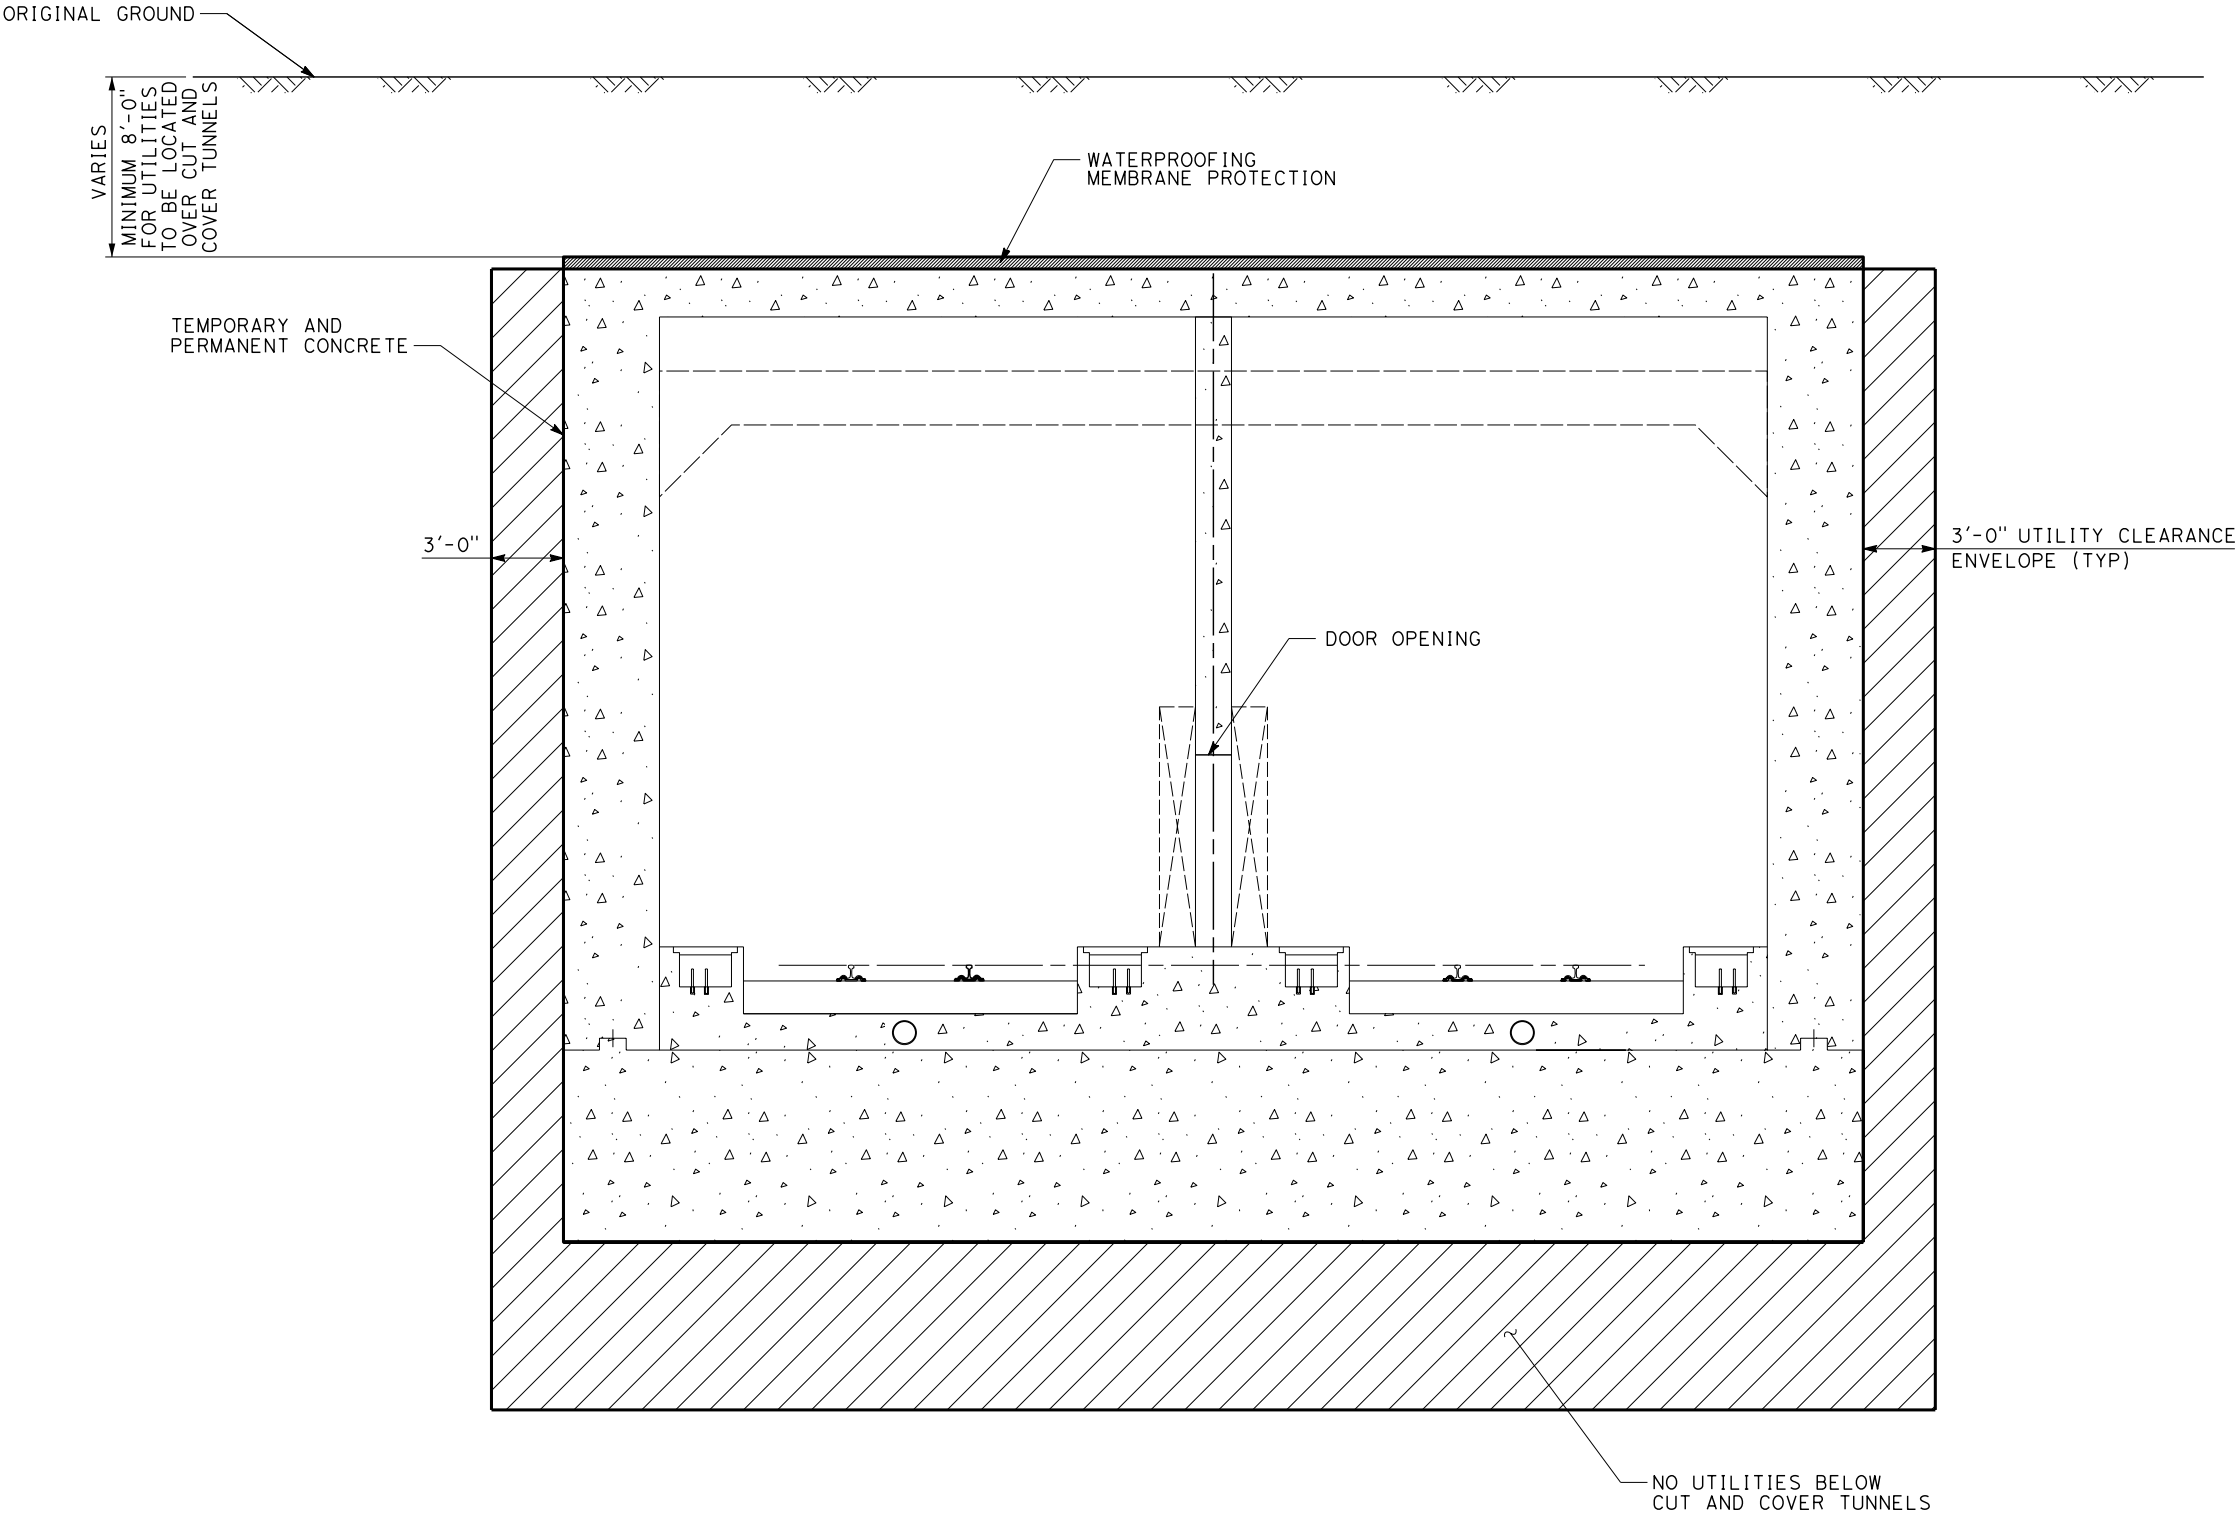 ORIGINAL GROUND
VARIES
MINIMUM 8'-0"
FOR UTILITIES
TO BE LOCATED
OVER CUT AND
COVER TUNNELS
WATERPROOFING
MEMBRANE PROTECTION
TEMPORARY AND
PERMANENT CONCRETE
3'-0"
3'-0" UTILITY CLEARANCE
ENVELOPE (TYP)
DOOR OPENING
NO UTILITIES BELOW
CUT AND COVER TUNNELS